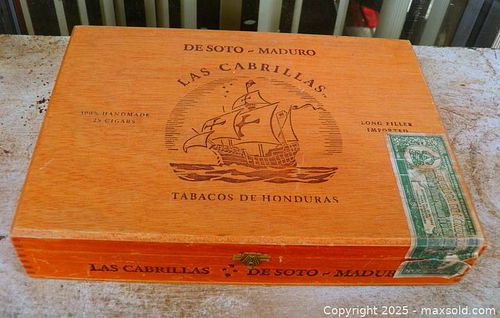 DE SOTO ~ MADURO
LAS CABRILLAS
100% HANDMADE
25 CIGARS
LONG FILLER
IMPORTED
TABACOS DE HONDURAS
LAS CABRILLAS DE SOTO ~ MADUR
Copyright © 2025 - maxsold.com